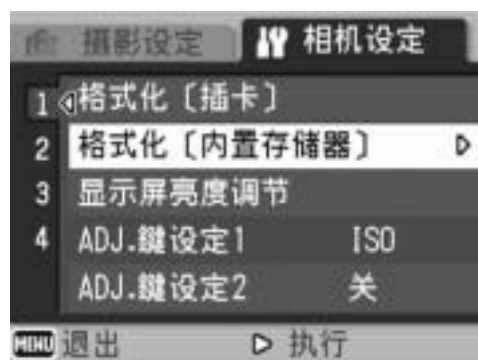 摄影设定 相机设定
1 格式化〔插卡〕
2 格式化〔内置存储器〕
3 显示屏亮度调节
4 ADJ.鍵设定1 ISO
ADJ.鍵设定2 关
MENU 退出 执行